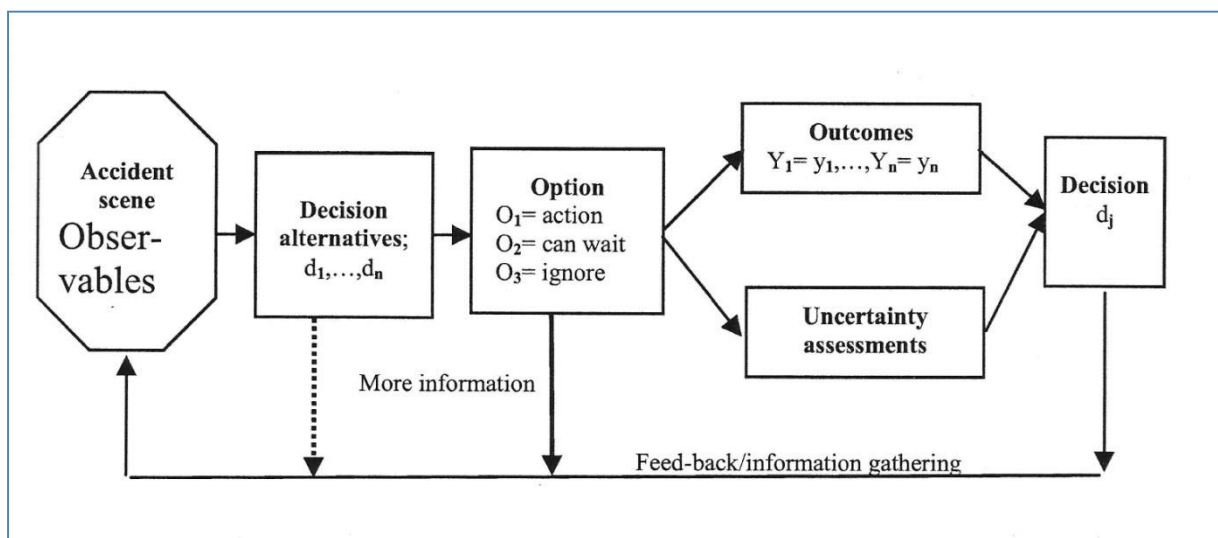 Accident
scene
Obser-
vables
Decision
alternatives;
d₁,…,dₙ
Option
O₁= action
O₂= can wait
O₃= ignore
Outcomes
Y₁= y₁,…,Yₙ= yₙ
Uncertainty
assessments
Decision
dⱼ
More information
Feed-back/information gathering